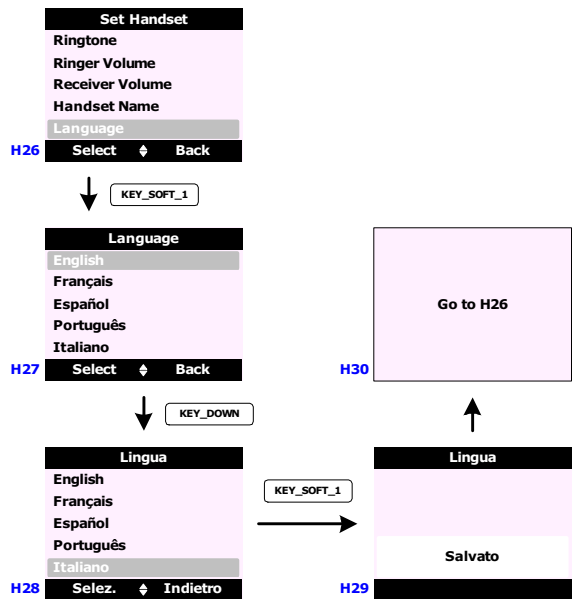 Set Handset
Ringtone
Ringer Volume
Receiver Volume
Handset Name
Language
H26 Select Back
KEY_SOFT_1
Language
English
Français
Español
Português
Italiano
H27 Select Back
Go to H26
H30
KEY_DOWN
Lingua
English
Français
Español
Português
Italiano
H28 Selez. Indietro
KEY_SOFT_1
Lingua
Salvato
H29